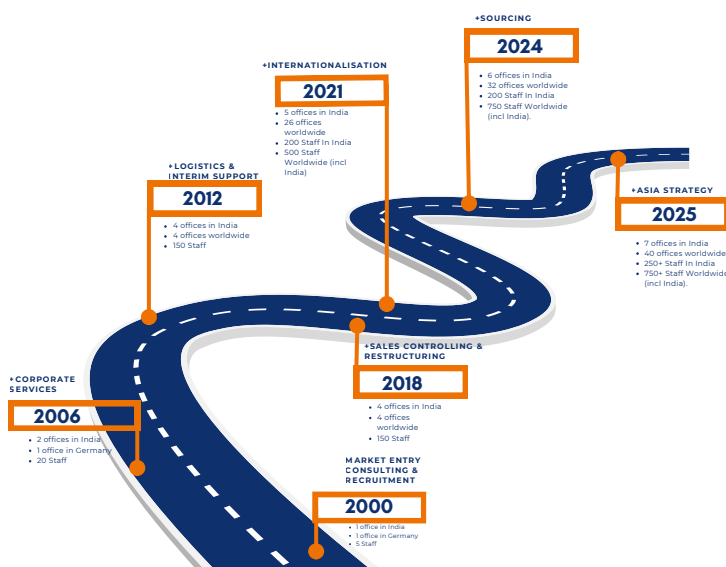 +SOURCING
2024
• 6 offices in India
• 32 offices worldwide
• 200 Staff In India
• 750 Staff Worldwide
(incl India).
+INTERNATIONALISATION
2021
• 5 offices in India
• 26 offices
worldwide
• 200 Staff In India
• 500 Staff
Worldwide (incl
India)
+LOGISTICS &
INTERIM SUPPORT
2012
• 4 offices in India
• 4 offices worldwide
• 150 Staff
+ASIA STRATEGY
2025
• 7 offices in India
• 40 offices worldwide
• 250+ Staff In India
• 750+ Staff Worldwide
(incl India).
+SALES CONTROLLING &
RESTRUCTURING
2018
• 4 offices in India
• 4 offices
worldwide
• 150 Staff
+CORPORATE
SERVICES
2006
• 2 offices in India
• 1 office in Germany
• 20 Staff
MARKET ENTRY
CONSULTING &
RECRUITMENT
2000
• 1 office in India
• 1 office in Germany
• 5 Staff